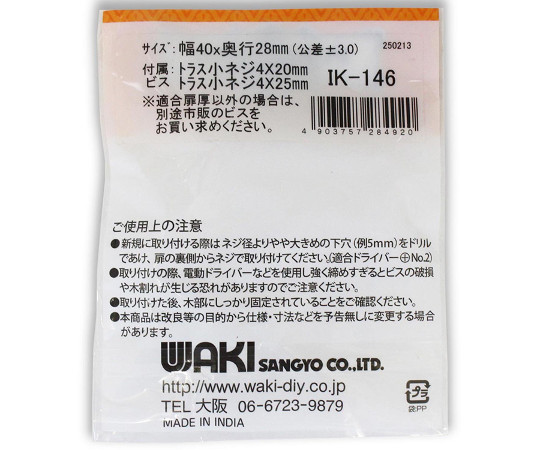 サイズ:幅40x奥行28mm(公差±3.0)
250213
付属:トラス小ネジ4X20mm
ビス トラス小ネジ4X25mm
IK-146
※適合扉厚以外の場合は、
別途市販のビスを
お買い求めください。
4 903757 284920
ご使用上の注意
●新規に取り付ける際はネジ径よりやや大きめの下穴(例5mm)をドリル
であけ、扉の裏側からネジで取り付けてください。(適合ドライバー⊕No.2)
●取り付けの際、電動ドライバーなどを使用し強く締めすぎるとビスの破損
や木割れが生じる恐れがありますのでご注意ください。
●取り付けた後、木部にしっかり固定されていることをご確認ください。
●本商品は改良等の目的から仕様・寸法などを予告無しに変更する場合
があります。
WAKI SANGYO CO.,LTD.
http://www.waki-diy.co.jp
TEL 大阪 06-6723-9879
MADE IN INDIA
プラ
袋:PP